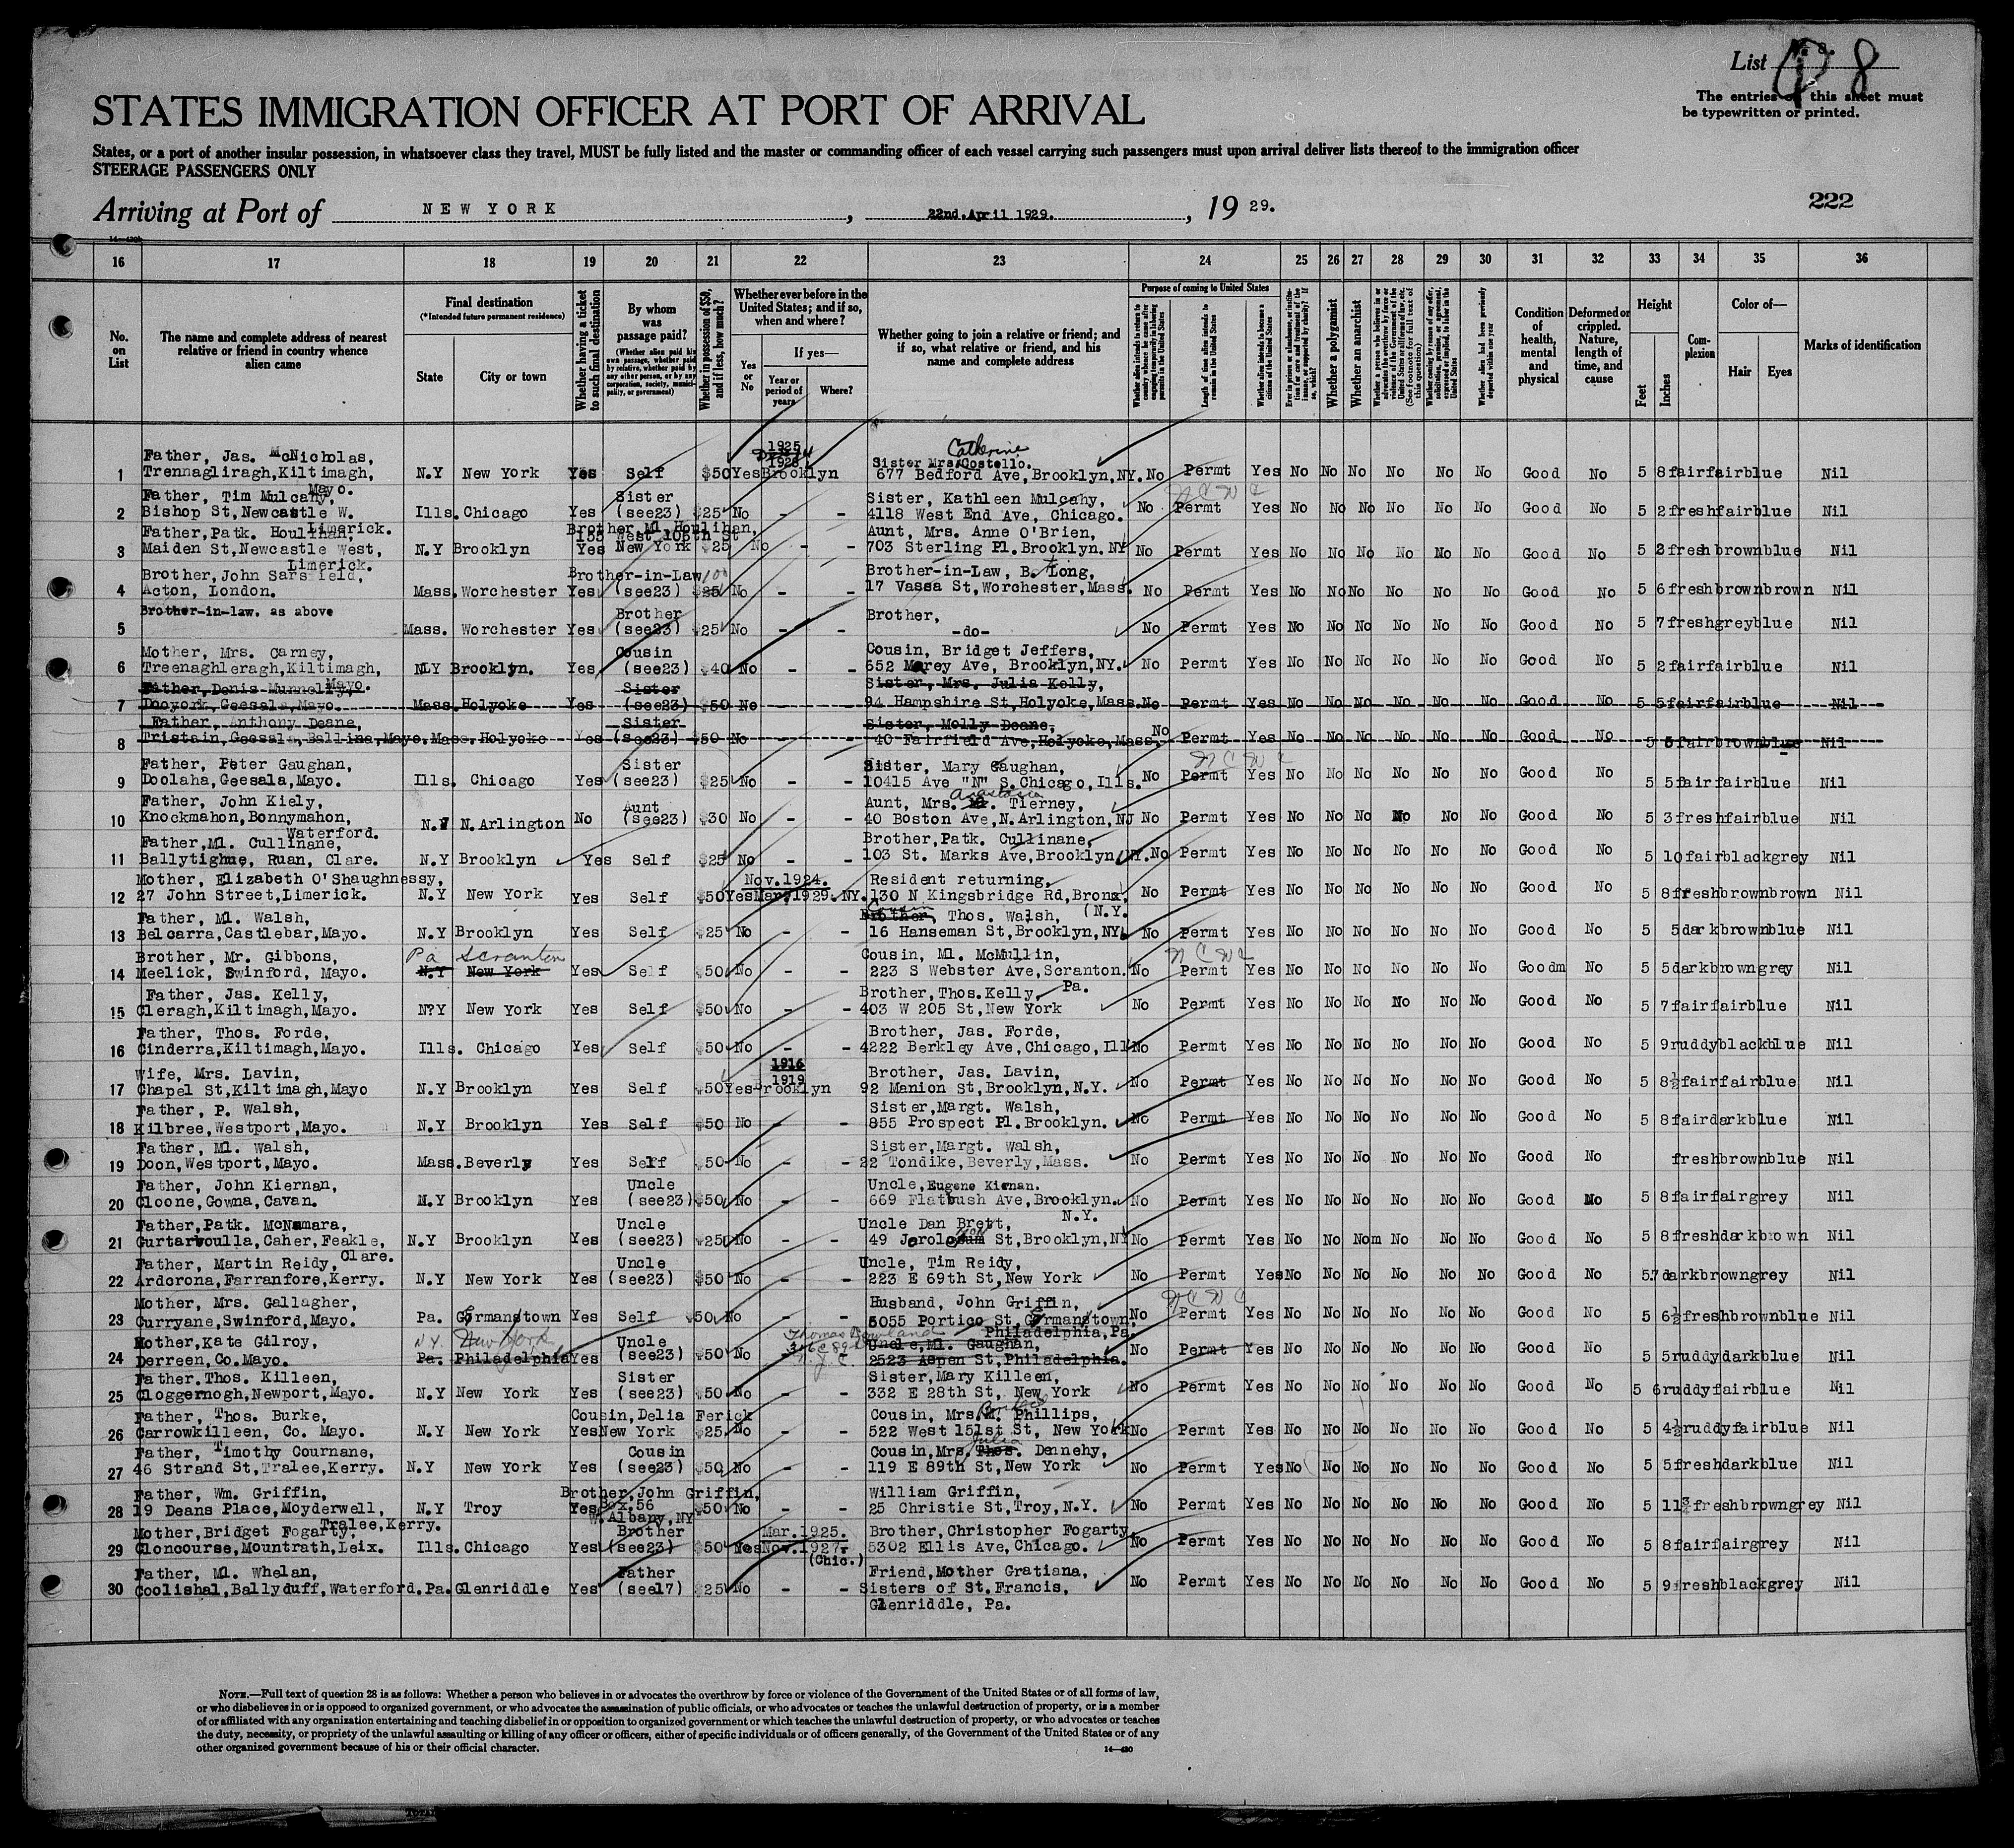 List 8.
8
The entries on this sheet must
be typewritten or printed.
STATES IMMIGRATION OFFICER AT PORT OF ARRIVAL
States, or a port of another insular possession, in whatsoever class they travel, MUST be fully listed and the master or commanding officer of each vessel carrying such passengers must upon arrival deliver lists thereof to the immigration officer
STEERAGE PASSENGERS ONLY
Arriving at Port of NEW YORK, 22nd.April 1929., 19 29.
222
16 17 18 19 20 21 22 23 24 25 26 27 28 29 30 31 32 33 34 35 36
No. on List
The name and complete address of nearest relative or friend in country whence alien came
Final destination
(*Intended future permanent residence)
State
City or town
Whether having a ticket to such final destination
By whom was passage paid?
(Whether alien paid his own passage, whether paid by relative, whether paid by any other person, or by any corporation, society, municipality, or government)
Whether in possession of $50, and if less, how much?
Whether ever before in the United States; and if so, when and where?
Yes or No
If yes—
Year or period of years
Where?
Whether going to join a relative or friend; and if so, what relative or friend, and his name and complete address
Purpose of coming to United States
Whether a polygamist
Whether an anarchist
Condition of health, mental and physical
Deformed or crippled. Nature, length of time, and cause
Height
Feet
Inches
Complexion
Color of—
Hair
Eyes
Marks of identification
Father, Jas. McNicholas, 1925 Catherine
1928 Sister Mrs Costello.
1 Trennagliragh,Kiltimagh, N.Y New York Yes Self $50 Yes Brooklyn 677 Bedford Ave,Brooklyn,NY. No Permt Yes No No No No No No Good No 5 8 fair fair blue Nil
Mayo.
Father, Tim Mulcahy, Sister Sister, Kathleen Mulcahy,
2 Bishop St,Newcastle W. Ills. Chicago Yes (see23) $25 No - - 4118 West End Ave, Chicago. No Permt Yes No No No No No No Good No 5 2 fresh fair blue Nil
Limerick.
Father,Patk. Houlihan, Brother Ml Houlihan, 155 West 105th St Aunt, Mrs. Anne O'Brien,
3 Maiden St,Newcastle West, N.Y Brooklyn Yes New York $25 No - - 703 Sterling Pl.Brooklyn.NY No Permt Yes No No No No No No Good No 5 2 fresh brown blue Nil
Limerick.
Brother,John Sarsfield, Brother-in-Law 100 Brother-in-Law, B. Long,
4 Acton, London. Mass. Worchester Yes (see23) $25 No - - 17 Vassa St,Worchester,Mass. No Permt Yes No No No No No No Good No 5 6 fresh brown brown Nil
Brother-in-law. as above Brother Brother,
5 Mass. Worchester Yes (see23) $25 No - - -do- No Permt Yes No No No No No No Good No 5 7 fresh grey blue Nil
Mother, Mrs. Carney, Cousin Cousin, Bridget Jeffers,
6 Treenaghleragh,Kiltimagh, NY Brooklyn. Yes (see23) $40 No - - 652 Marey Ave, Brooklyn,NY. No Permt Yes No No No No No No Good No 5 2 fair fair blue Nil
Mayo.
Father,Denis Munnelly, Sister Sister, Mrs. Julia Kelly,
7 Dooyork,Geesala,Mayo. Mass. Holyoke Yes (see23) $50 No - - 94 Hampshire St,Holyoke,Mass. No Permt Yes No No No No No No Good No 5 5 fair fair blue Nil
Father, Anthony Deane, Sister Sister, Molly Deane,
8 Tristain,Geesala,Ballina,Mayo. Mass. Holyoke Yes (see23) $50 No - - 40 Fairfield Ave,Holyoke,Mass. No Permt Yes No No No No No No Good No 5 5 fair brown blue Nil
Father, Peter Gaughan, Sister Sister, Mary Gaughan,
9 Doolaha,Geesala,Mayo. Ills. Chicago Yes (see23) $25 No - - 10415 Ave "N" S.Chicago,Ills. No Permt Yes No No No No No No Good No 5 5 fair fair blue Nil
Father, John Kiely, Aunt Anastasia Aunt, Mrs. Tierney,
10 Knockmahon,Bonnymahon, N.J N.Arlington No (see23) $30 No - - 40 Boston Ave,N.Arlington,NJ No Permt Yes No No No No No No Good No 5 3 fresh fair blue Nil
Waterford.
Father,Ml. Cullinane, Brother,Patk. Cullinane,
11 Ballytighue, Ruan, Clare. N.Y Brooklyn Yes Self $25 No - - 103 St. Marks Ave,Brooklyn,NY. No Permt Yes No No No No No No Good No 5 10 fair black grey Nil
Mother, Elizabeth O'Shaughnessy, Nov.1924. Resident returning,
12 27 John Street,Limerick. N.Y New York Yes Self $50 Yes Mar.1929. NY. 130 N Kingsbridge Rd,Bronx, No Permt Yes No No No No No No Good No 5 8 fresh brown brown Nil
(N.Y.
Father, Ml. Walsh, Cousin Brother, Thos. Walsh,
13 Belcarra,Castlebar,Mayo. N.Y Brooklyn Yes Self $25 No - - 16 Hanseman St,Brooklyn,NY. No Permt Yes No No No No No No Good No 5 5 dark brown blue Nil
Brother, Mr. Gibbons, Pa Scranton Cousin, Ml. McMullin,
14 Meelick, Swinford, Mayo. N.Y New York Yes Self $50 No - - 223 S Webster Ave,Scranton. No Permt Yes No No No No No No Goodm No 5 5 dark brown grey Nil
Pa.
Father, Jas. Kelly, Brother,Thos.Kelly,
15 Cleragh,Kiltimagh,Mayo. N?Y New York Yes Self $50 No - - 403 W 205 St,New York No Permt Yes No No No No No No Good No 5 7 fair fair blue Nil
Father, Thos. Forde, Brother, Jas. Forde,
16 Cinderra,Kiltimagh,Mayo. Ills. Chicago Yes Self $50 No - - 4222 Berkley Ave,Chicago,Ill No Permt Yes No No No No No No Good No 5 9 ruddy black blue Nil
Wife, Mrs. Lavin, 1916 1919 Brother, Jas. Lavin,
17 Chapel St,Kiltimagh,Mayo N.Y Brooklyn Yes Self $50 Yes Brooklyn 92 Manion St,Brooklyn,N.Y. No Permt Yes No No No No No No Good No 5 8½ fair fair blue Nil
Father, P. Walsh, Sister,Margt. Walsh,
18 Kilbree,Westport,Mayo. N.Y Brooklyn Yes Self $50 No - - 855 Prospect Pl.Brooklyn. No Permt Yes No No No No No No Good No 5 8 fair dark blue Nil
Father, Ml. Walsh, Sister,Margt. Walsh,
19 Doon,Westport,Mayo. Mass. Beverly Yes Self $50 No - - 22 Tondike,Beverly,Mass. No Permt Yes No No No No No No Good No fresh brown blue Nil
Father, John Kiernan, Uncle Uncle,Eugene Kiernan.
20 Cloone,Gowna,Cavan. N.Y Brooklyn Yes (see23) $50 No - - 669 Flatbush Ave,Brooklyn. No Permt Yes No No No No No No Good No 5 8 fair fair grey Nil
N.Y.
Father,Patk. McNamara, Uncle Uncle Dan Brett,
21 Gurtarvoulla,Caher,Feakle, N.Y Brooklyn Yes (see23) $25 No - - 49 St,Brooklyn,NY No Permt Yes No No Nom No No No Good No 5 8 fresh dark brown Nil
Clare.
Father, Martin Reidy, Uncle Uncle, Tim Reidy,
22 Ardcrona,Farranfore,Kerry. N.Y New York Yes (see23) $50 No - - 223 E 69th St,New York No Permt Yes No No No No No No Good No 5 7 dark brown grey Nil
Mother, Mrs. Gallagher, Husband, John Griffin,
23 Curryane,Swinford,Mayo. Pa. Germanstown Yes Self $50 No - - 5055 Portico St,Germanstown, No Permt Yes No No No No No No Good No 5 6½ fresh brown blue Nil
Philadelphia,Pa.
Mother,Kate Gilroy, N.Y. New York Uncle Thomas Uncle,Ml. Gaughan,
24 Derreen,Co.Mayo. Pa. Philadelphia Yes (see23) $50 No - 2523 Aspen St,Philadelphia. No Permt Yes No No No No No No Good No 5 5 ruddy dark blue Nil
Father.Thos. Killeen, Sister Sister,Mary Killeen,
25 Cloggernogh,Newport,Mayo. N.Y New York Yes (see23) $50 No - - 332 E 28th St, New York No Permt Yes No No No No No No Good No 5 6 ruddy fair blue Nil
Father, Thos. Burke, Cousin,Delia Ferick Cousin, Mrs.M. Phillips,
26 Carrowkilleen, Co. Mayo. N.Y New York Yes New York $25 No - - 522 West 151st St, New York No Permt Yes No No No No No No Good No 5 4½ ruddy fair blue Nil
Father, Timothy Cournane, Cousin Julia Cousin,Mrs. Thos. Dennehy,
27 46 Strand St,Tralee,Kerry. N.Y New York Yes (see23) $50 No - - 119 E 89th St,New York No Permt Yes No No No No No No Good No 5 5 fresh dark blue Nil
Father, Wm. Griffin, Brother,John Griffin, William Griffin,
28 19 Deans Place,Moyderwell, N.Y Troy Yes Box 56 $50 No - - 25 Christie St,Troy,N.Y. No Permt Yes No No No No No No Good No 5 11¾ fresh brown grey Nil
Tralee,Kerry. W.Albany,NY
Mother,Bridget Fogarty, Brother Mar.1925. Brother,Christopher Fogarty,
29 Cloncourse,Mountrath,Leix. Ills. Chicago Yes (see23) $50 Yes Nov.1927. 5302 Ellis Ave,Chicago. No Permt Yes No No No No No No Good No 5 8 fair fair grey Nil
(Chic.)
Father, Ml. Whelan, Father Friend,Mother Gratiana,
30 Coolishal,Ballyduff,Waterford. Pa. Glenriddle Yes (see17) $25 No - - Sisters of St.Francis, No Permt Yes No No No No No No Good No 5 9 fresh black grey Nil
Glenriddle, Pa.
NOTE.—Full text of question 28 is as follows: Whether a person who believes in or advocates the overthrow by force or violence of the Government of the United States or of all forms of law,
or who disbelieves in or is opposed to organized government, or who advocates the assassination of public officials, or who advocates or teaches the unlawful destruction of property, or is a member
of or affiliated with any organization entertaining and teaching disbelief in or opposition to organized government or which teaches the unlawful destruction of property, or who advocates or teaches
the duty, necessity, or propriety of the unlawful assaulting or killing of any officer or officers, either of specific individuals or of officers generally, of the Government of the United States or of any
other organized government because of his or their official character.
14—430